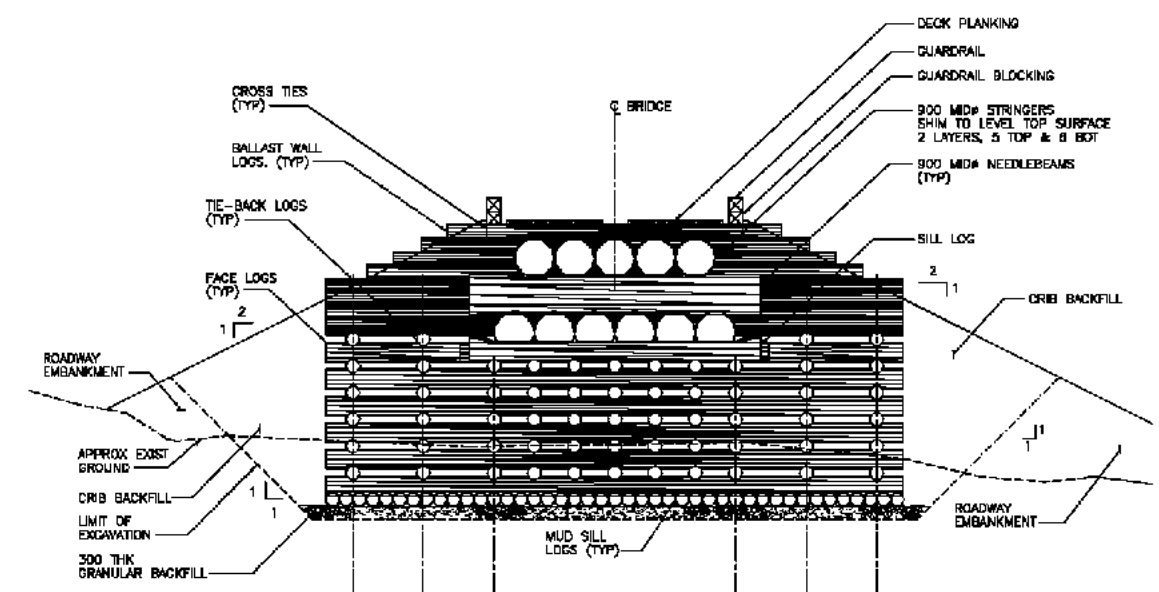 DECK PLANKING
GUARDRAIL
GUARDRAIL BLOCKING
CROSS TIES
(TYP)
℄ BRIDGE
900 MIDø STRINGERS
SHIM TO LEVEL TOP SURFACE
2 LAYERS, 5 TOP & 6 BOT
BALLAST WALL
LOGS. (TYP)
900 MIDø NEEDLEBEAMS
(TYP)
TIE-BACK LOGS
(TYP)
SILL LOG
FACE LOGS
(TYP)
2
1
CRIB BACKFILL
2
1
ROADWAY
EMBANKMENT
1
1
APPROX EXIST
GROUND
CRIB BACKFILL
1
1
LIMIT OF
EXCAVATION
ROADWAY
EMBANKMENT
MUD SILL
LOGS (TYP)
300 THK
GRANULAR BACKFILL